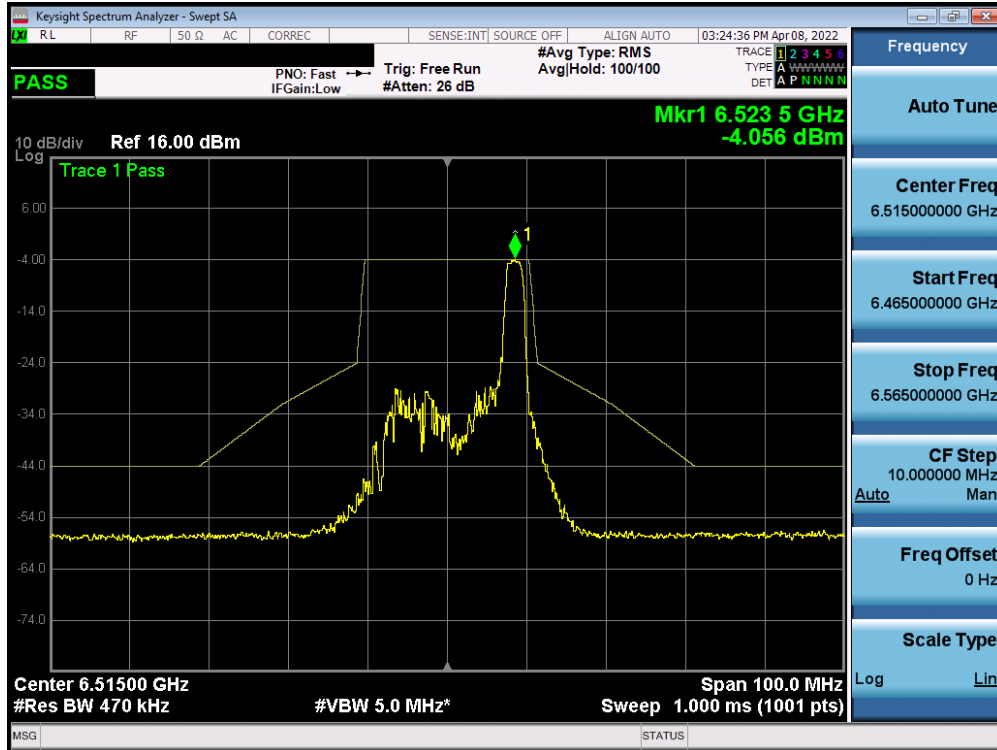 Keysight Spectrum Analyzer - Swept SA
LXI RL RF 50 Ω AC CORREC SENSE:INT SOURCE OFF ALIGN AUTO 03:24:36 PM Apr 08, 2022
PASS
PNO: Fast
IFGain:Low
Trig: Free Run
#Atten: 26 dB
#Avg Type: RMS
Avg|Hold: 100/100
TRACE 1 2 3 4 5 6
TYPE A WWWWW
DET A P N N N N
Mkr1 6.523 5 GHz
-4.056 dBm
10 dB/div Ref 16.00 dBm
Log
Trace 1 Pass
1
6.00
-4.00
-14.0
-24.0
-34.0
-44.0
-54.0
-64.0
-74.0
Center 6.51500 GHz Span 100.0 MHz
#Res BW 470 kHz #VBW 5.0 MHz* Sweep 1.000 ms (1001 pts)
MSG STATUS
Frequency
Auto Tune
Center Freq
6.515000000 GHz
Start Freq
6.465000000 GHz
Stop Freq
6.565000000 GHz
CF Step
10.000000 MHz
Auto Man
Freq Offset
0 Hz
Scale Type
Log Lin